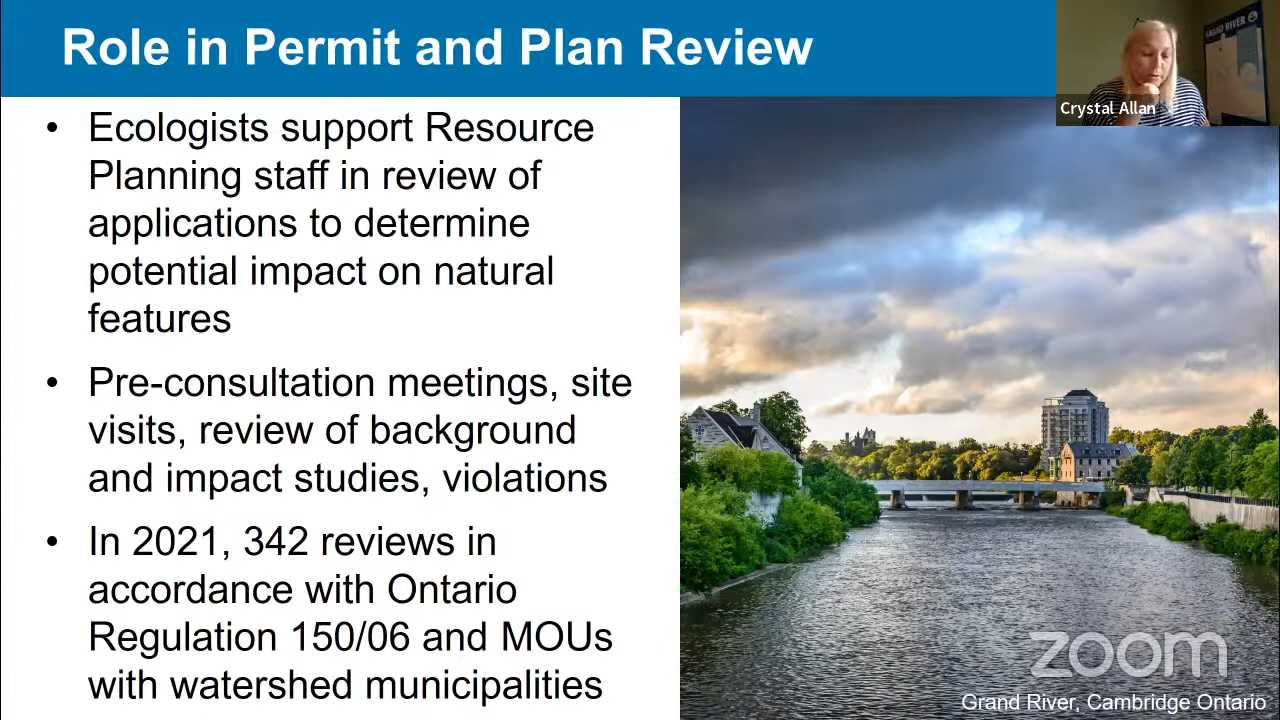 Role in Permit and Plan Review
GRAND RIVER
Crystal Allan
• Ecologists support Resource
Planning staff in review of
applications to determine
potential impact on natural
features
• Pre-consultation meetings, site
visits, review of background
and impact studies, violations
• In 2021, 342 reviews in
accordance with Ontario
Regulation 150/06 and MOUs
with watershed municipalities
zoom
Grand River, Cambridge Ontario